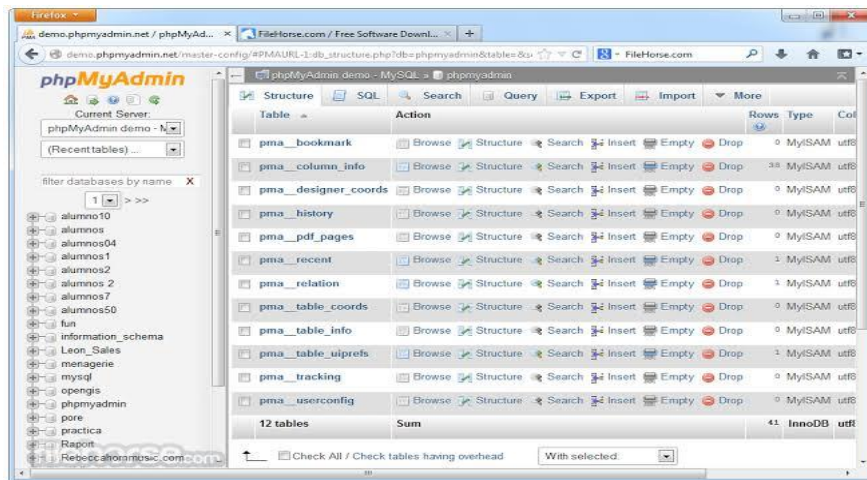 Firefox
demo.phpmyadmin.net / phpMyAd... × FileHorse.com / Free Software Downl... × +
demo.phpmyadmin.net/master-config/#PMAURL-1:db_structure.php?db=phpmyadmin&table=&
FileHorse.com
phpMyAdmin
Current Server:
phpMyAdmin demo - M
(Recent tables) ...
filter databases by name X
1 > >>
alumno10
alumnos
alumnos04
alumnos1
alumnos2
alumnos 2
alumnos7
alumnos50
fun
information_schema
Leon_Sales
menagerie
mysql
opengis
phpmyadmin
pore
practica
Raport
Rebeccahornmusic.com
phpMyAdmin demo - MySQL » phpmyadmin
Structure SQL Search Query Export Import More
Table Action Rows Type Col
pma__bookmark Browse Structure Search Insert Empty Drop 0 MyISAM utf8
pma__column_info Browse Structure Search Insert Empty Drop 38 MyISAM utf8
pma__designer_coords Browse Structure Search Insert Empty Drop 0 MyISAM utf8
pma__history Browse Structure Search Insert Empty Drop 0 MyISAM utf8
pma__pdf_pages Browse Structure Search Insert Empty Drop 0 MyISAM utf8
pma__recent Browse Structure Search Insert Empty Drop 1 MyISAM utf8
pma__relation Browse Structure Search Insert Empty Drop 1 MyISAM utf8
pma__table_coords Browse Structure Search Insert Empty Drop 0 MyISAM utf8
pma__table_info Browse Structure Search Insert Empty Drop 0 MyISAM utf8
pma__table_uiprefs Browse Structure Search Insert Empty Drop 1 MyISAM utf8
pma__tracking Browse Structure Search Insert Empty Drop 0 MyISAM utf8
pma__userconfig Browse Structure Search Insert Empty Drop 0 MyISAM utf8
12 tables Sum 41 InnoDB utf8
Check All / Check tables having overhead With selected:
filehorse.com